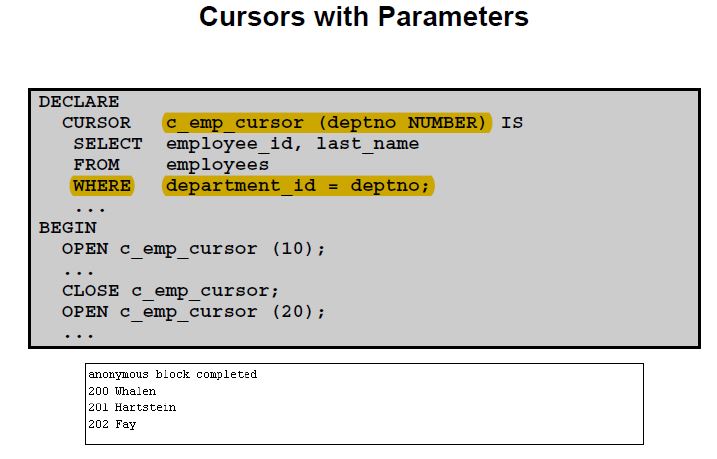 Cursors with Parameters
DECLARE
CURSOR c_emp_cursor (deptno NUMBER) IS
SELECT employee_id, last_name
FROM employees
WHERE department_id = deptno;
...
BEGIN
OPEN c_emp_cursor (10);
...
CLOSE c_emp_cursor;
OPEN c_emp_cursor (20);
...
anonymous block completed
200 Whalen
201 Hartstein
202 Fay